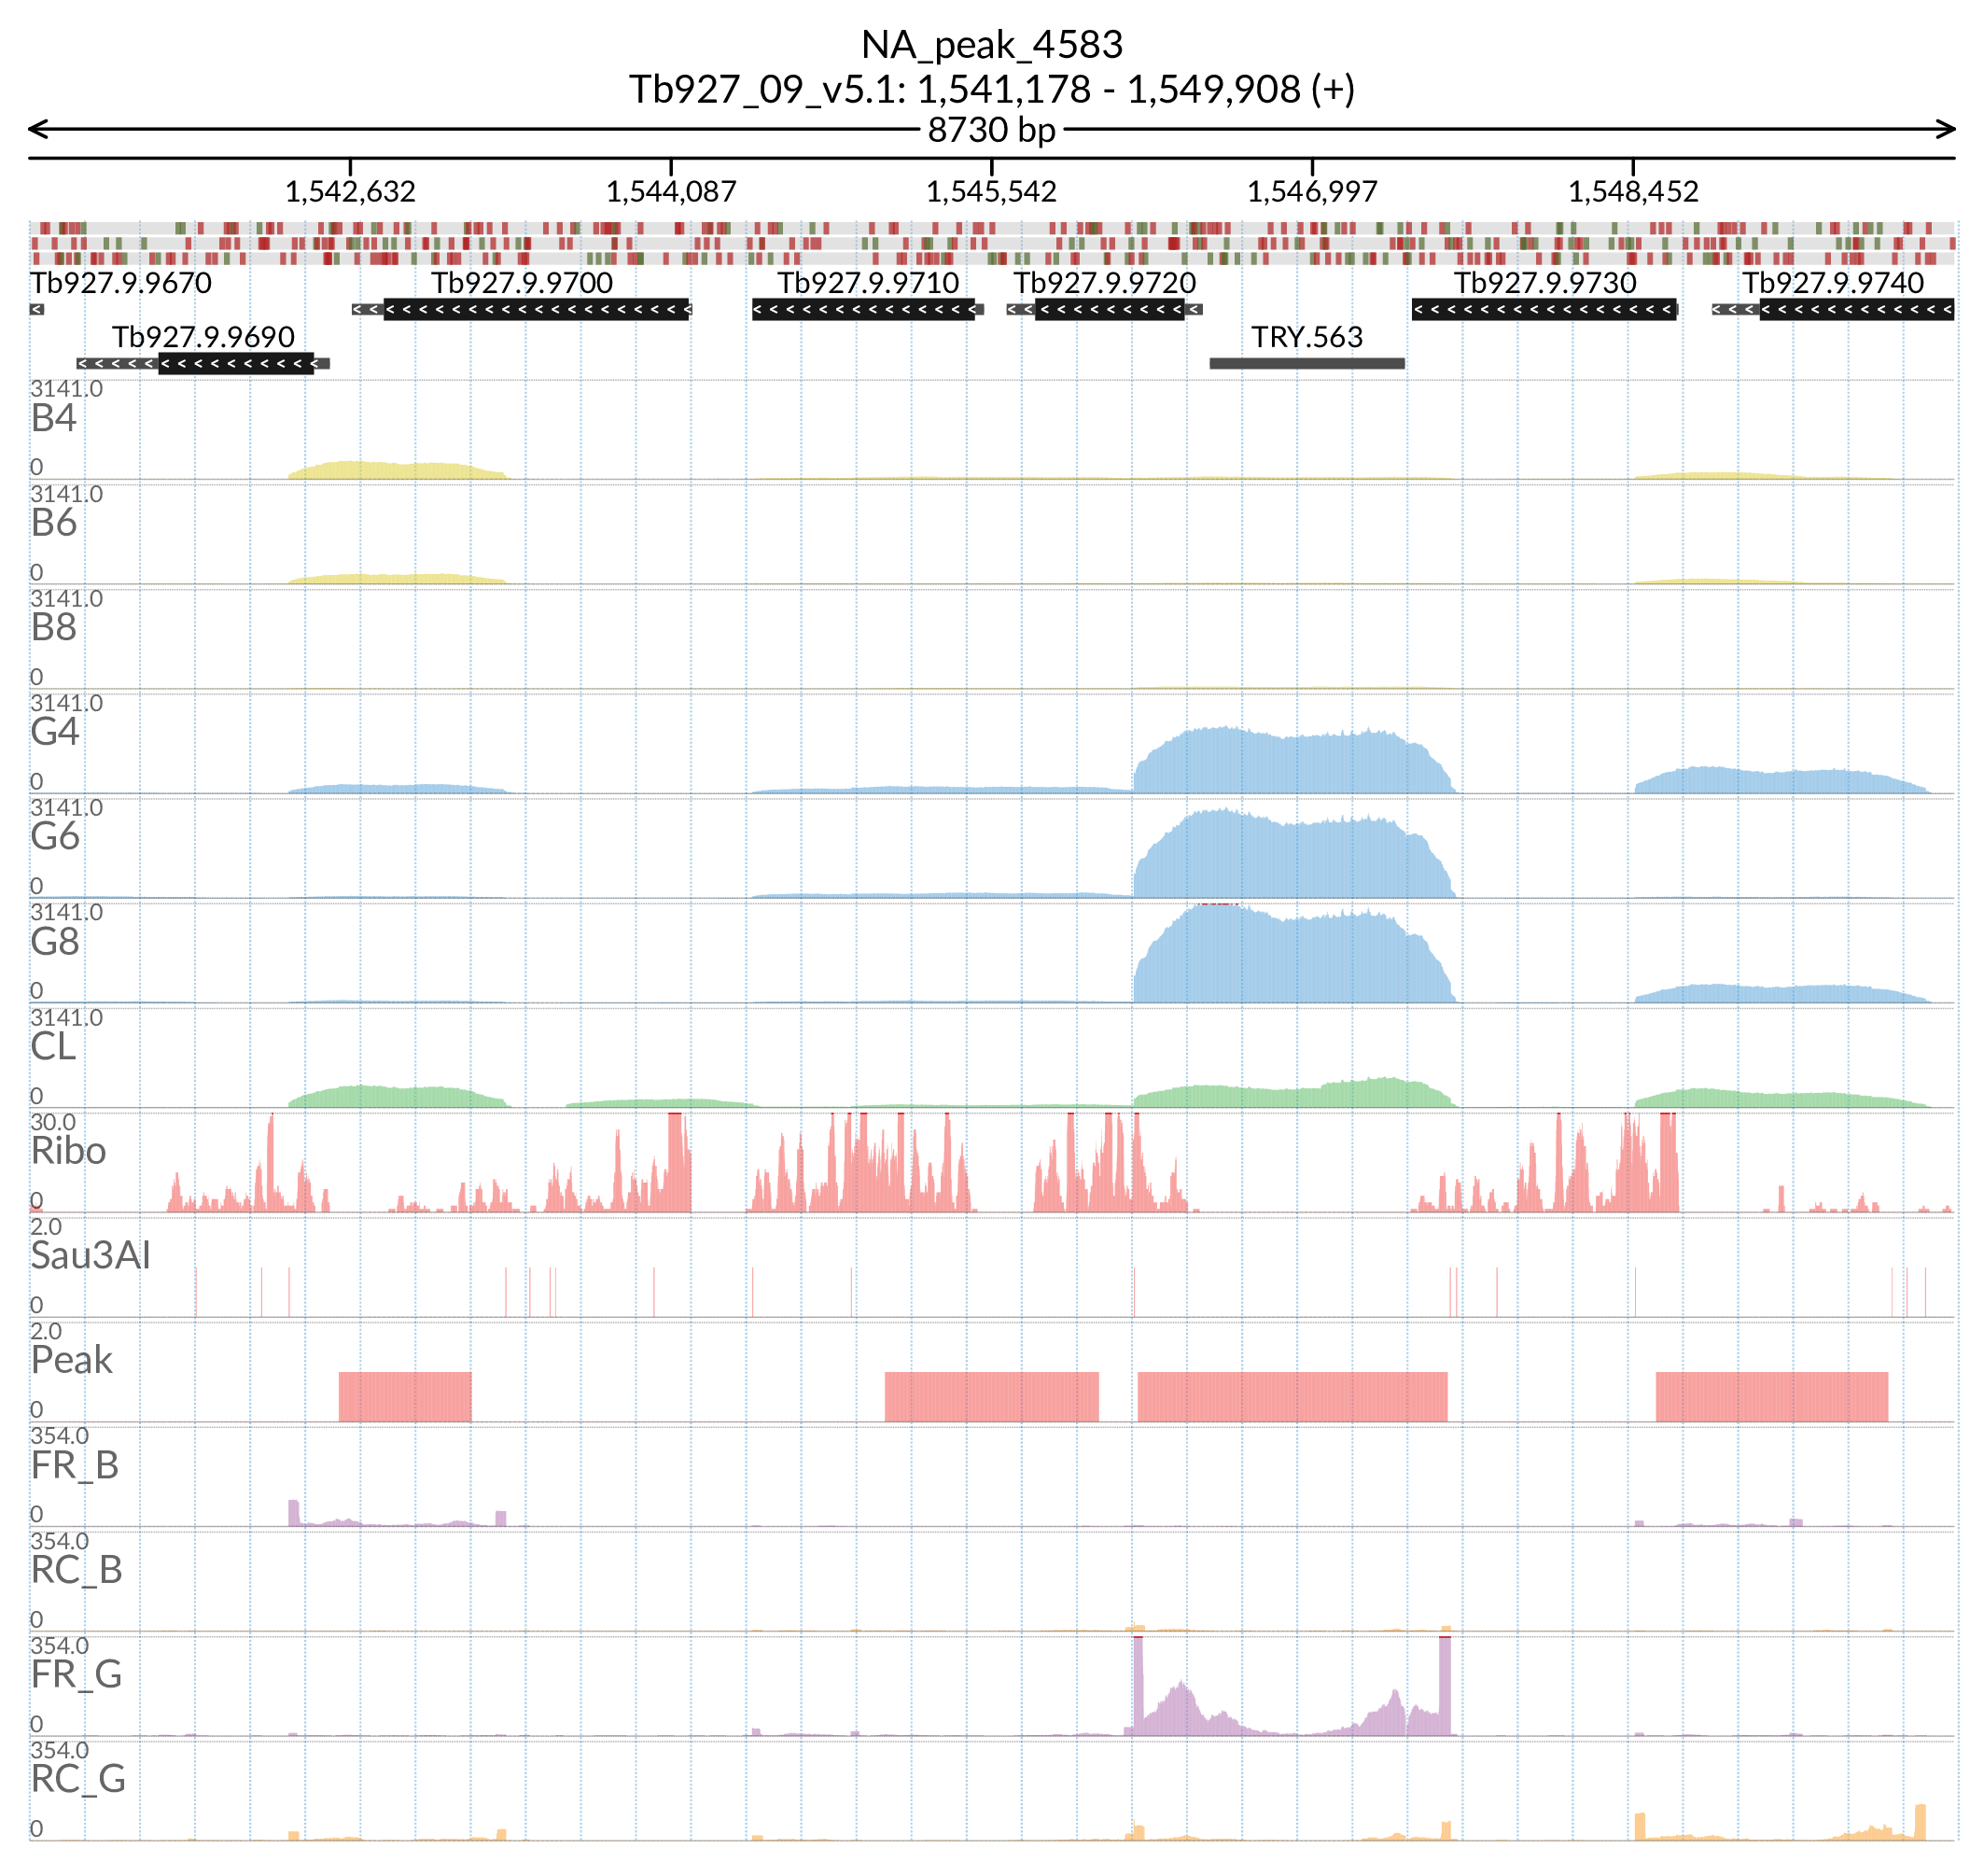 NA_peak_4583
Tb927_09_v5.1: 1,541,178 - 1,549,908 (+)
8730 bp
1,542,632 1,544,087 1,545,542 1,546,997 1,548,452
Tb927.9.9670 Tb927.9.9700 Tb927.9.9710 Tb927.9.9720 Tb927.9.9730 Tb927.9.9740
Tb927.9.9690 TRY.563
3141.0
B4
0
3141.0
B6
0
3141.0
B8
0
3141.0
G4
0
3141.0
G6
0
3141.0
G8
0
3141.0
CL
0
30.0
Ribo
0
2.0
Sau3AI
0
2.0
Peak
0
354.0
FR_B
0
354.0
RC_B
0
354.0
FR_G
0
354.0
RC_G
0